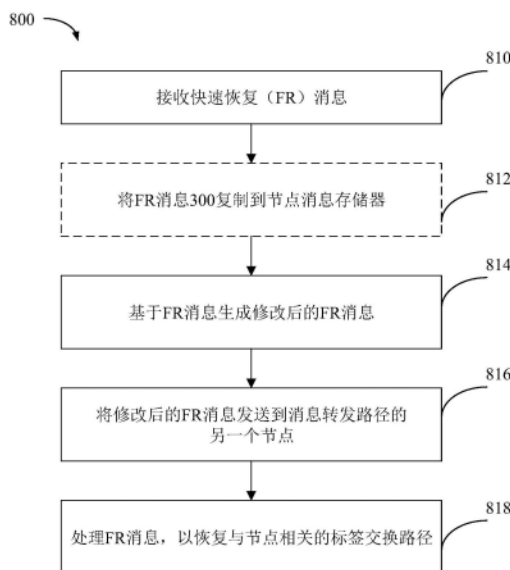 800
接收快速恢复（FR）消息
810
将FR消息300复制到节点消息存储器
812
基于FR消息生成修改后的FR消息
814
将修改后的FR消息发送到消息转发路径的
另一个节点
816
处理FR消息，以恢复与节点相关的标签交换路径
818